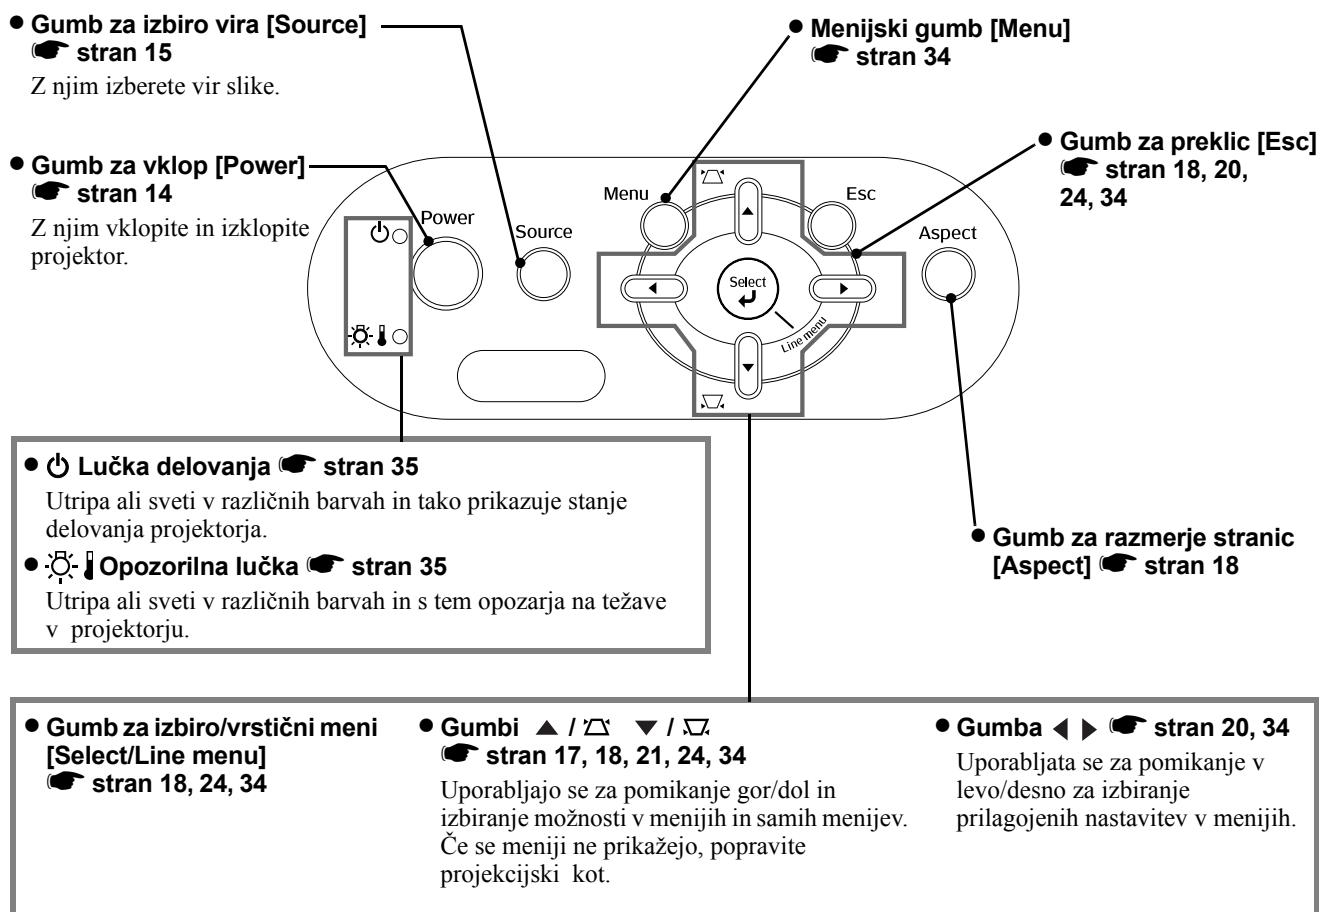 ● Gumb za izbiro vira [Source]
☛ stran 15
Z njim izberete vir slike.
● Gumb za vklop [Power]
☛ stran 14
Z njim vklopite in izklopite
projektor.
● Menijski gumb [Menu]
☛ stran 34
● Gumb za preklic [Esc]
☛ stran 18, 20,
24, 34
Power
Source
Menu
Esc
Aspect
Select
Line menu
● Lučka delovanja ☛ stran 35
Utripa ali sveti v različnih barvah in tako prikazuje stanje
delovanja projektorja.
● Opozorilna lučka ☛ stran 35
Utripa ali sveti v različnih barvah in s tem opozarja na težave
v projektorju.
● Gumb za razmerje stranic
[Aspect] ☛ stran 18
● Gumb za izbiro/vrstični meni
[Select/Line menu]
☛ stran 18, 24, 34
● Gumbi ▲ / ▼ /
☛ stran 17, 18, 21, 24, 34
Uporabljajo se za pomikanje gor/dol in
izbiranje možnosti v menijih in samih menijev.
Če se meniji ne prikažejo, popravite
projekcijski kot.
● Gumba ◀ ▶ ☛ stran 20, 34
Uporabljata se za pomikanje v
levo/desno za izbiranje
prilagojenih nastavitev v menijih.